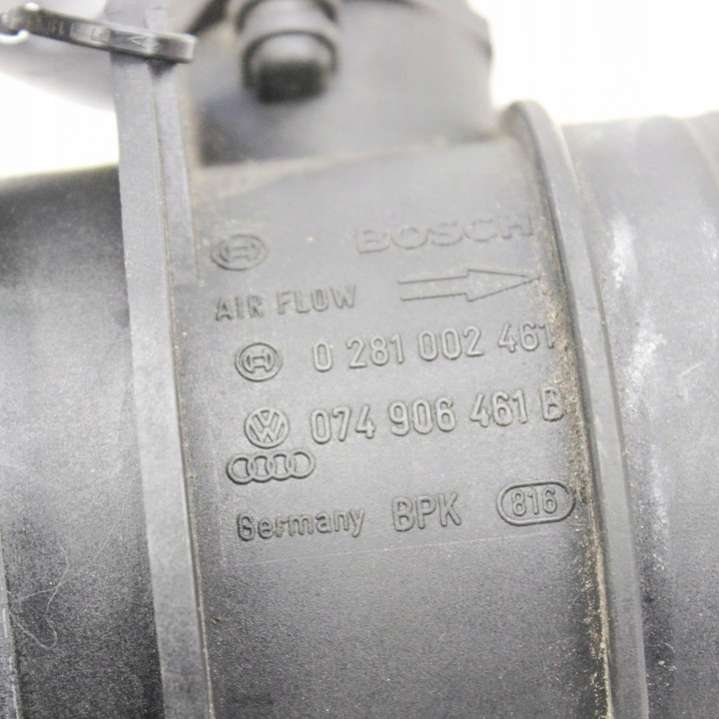 BOSCH
AIR FLOW
0 281 002 461
074 906 461 B
Germany BPK 816